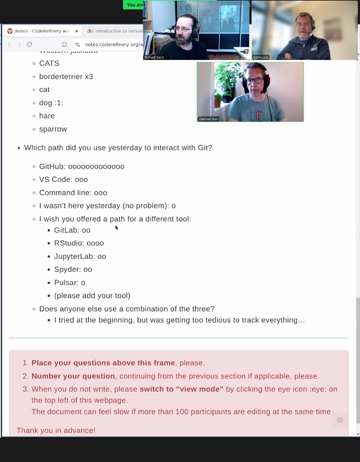 You are
Notes - CodeRefinery wo
Introduction to version
notes.coderefinery.org/
CATS
borderterrier x3
cat
dog :1:
hare
sparrow
Which path did you use yesterday to interact with Git?
GitHub: ooooooooooooo
VS Code: ooo
Command line: ooo
I wasn't here yesterday (no problem): o
I wish you offered a path for a different tool:
GitLab: oo
RStudio: oooo
JupyterLab: oo
Spyder: oo
Pulsar: o
(please add your tool)
Does anyone else use a combination of the three?
I tried at the beginning, but was getting too tedious to track everything…
1. Place your questions above this frame, please.
2. Number your question, continuing from the previous section if applicable, please.
3. When you do not write, please switch to “view mode” by clicking the eye icon :eye: on
the top left of this webpage.
The document can feel slow if more than 100 participants are editing at the same time
Thank you in advance!